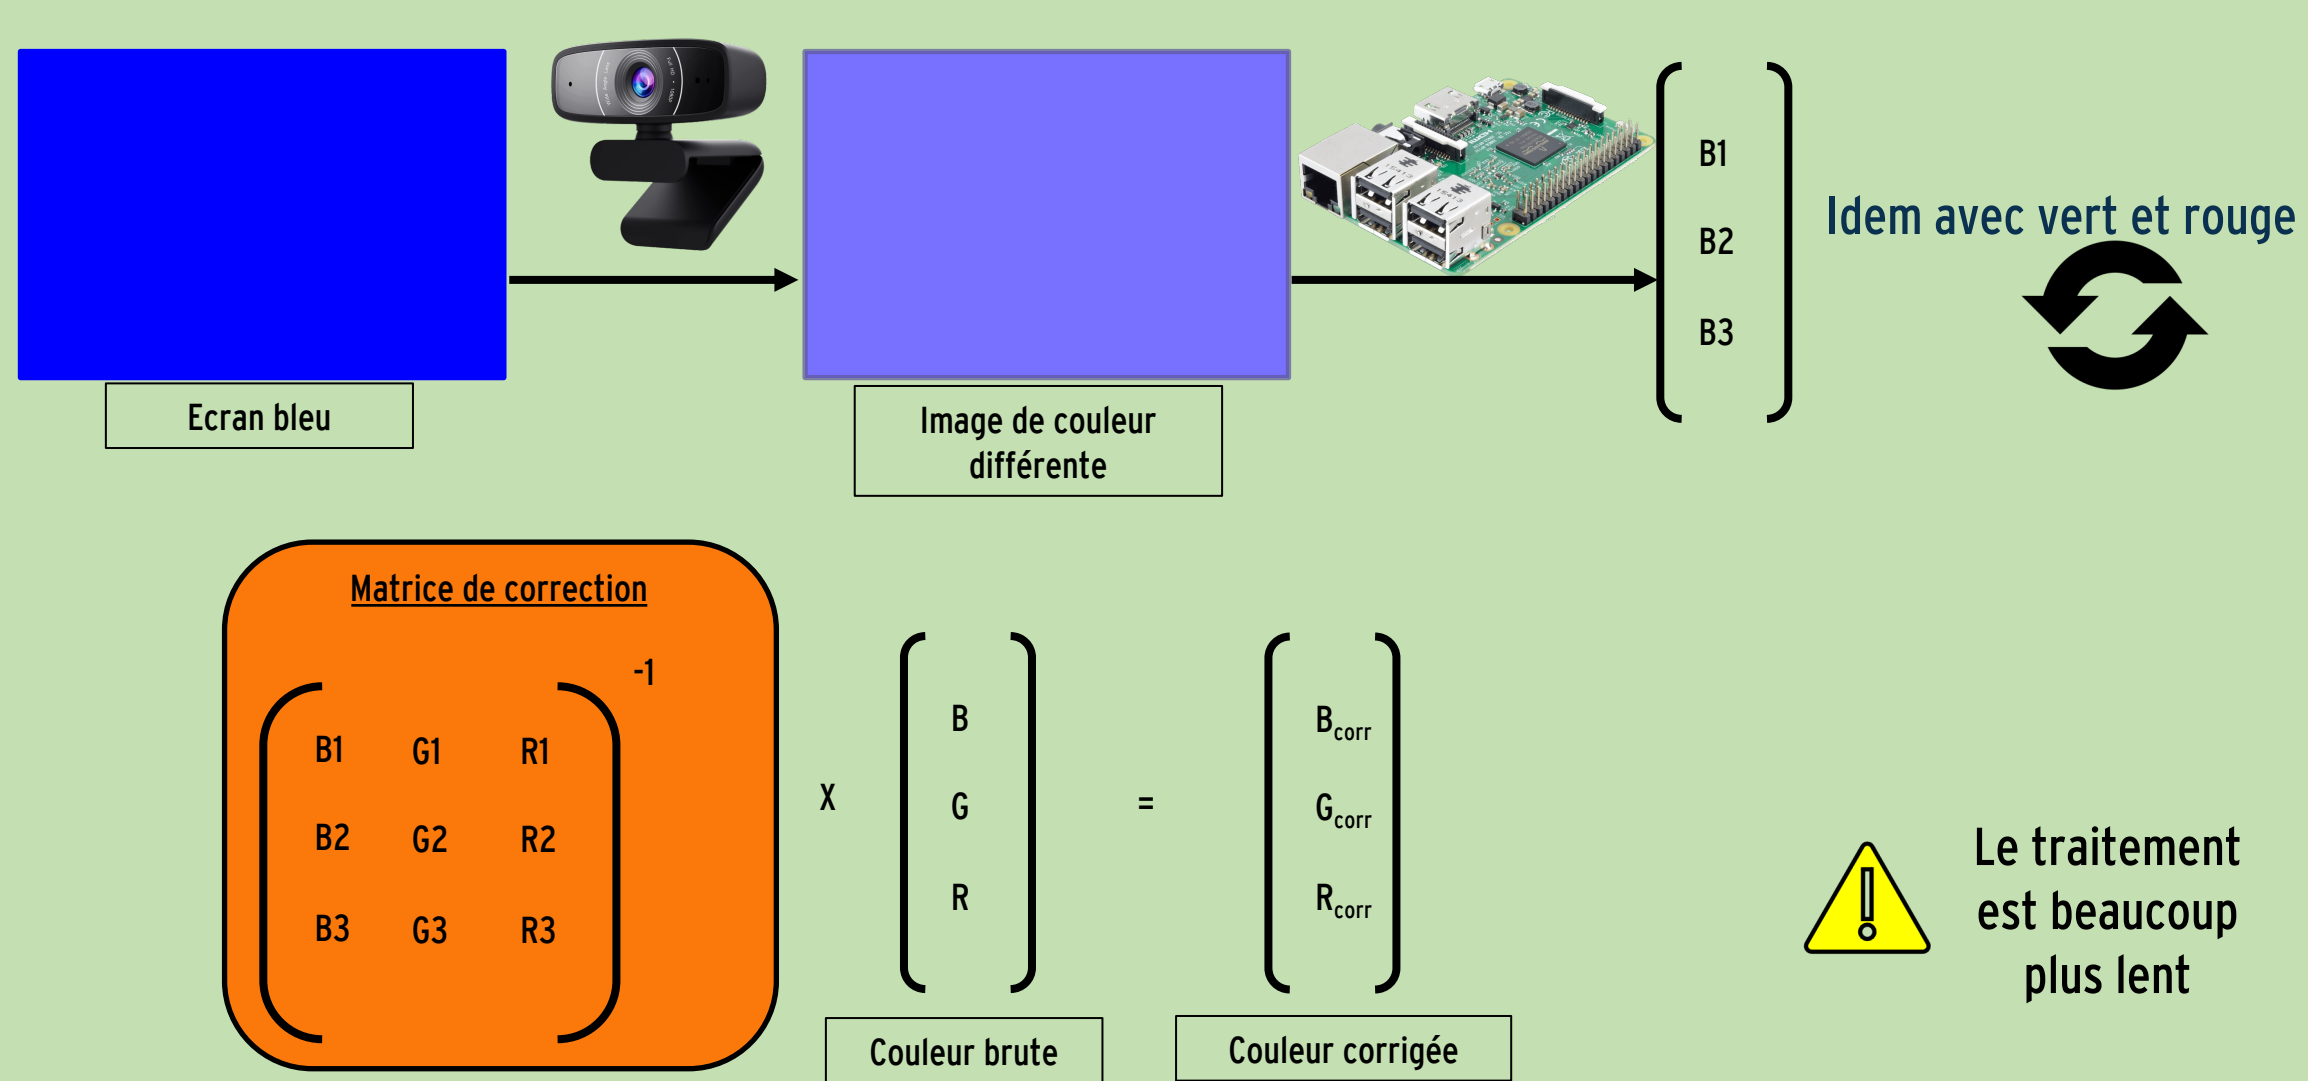 B1
B2
B3
Idem avec vert et rouge
Ecran bleu
Image de couleur
différente
Matrice de correction
-1
B1 G1 R1
B2 G2 R2
B3 G3 R3
X
B
G
R
=
Bcorr
Gcorr
Rcorr
Couleur brute
Couleur corrigée
Le traitement
est beaucoup
plus lent